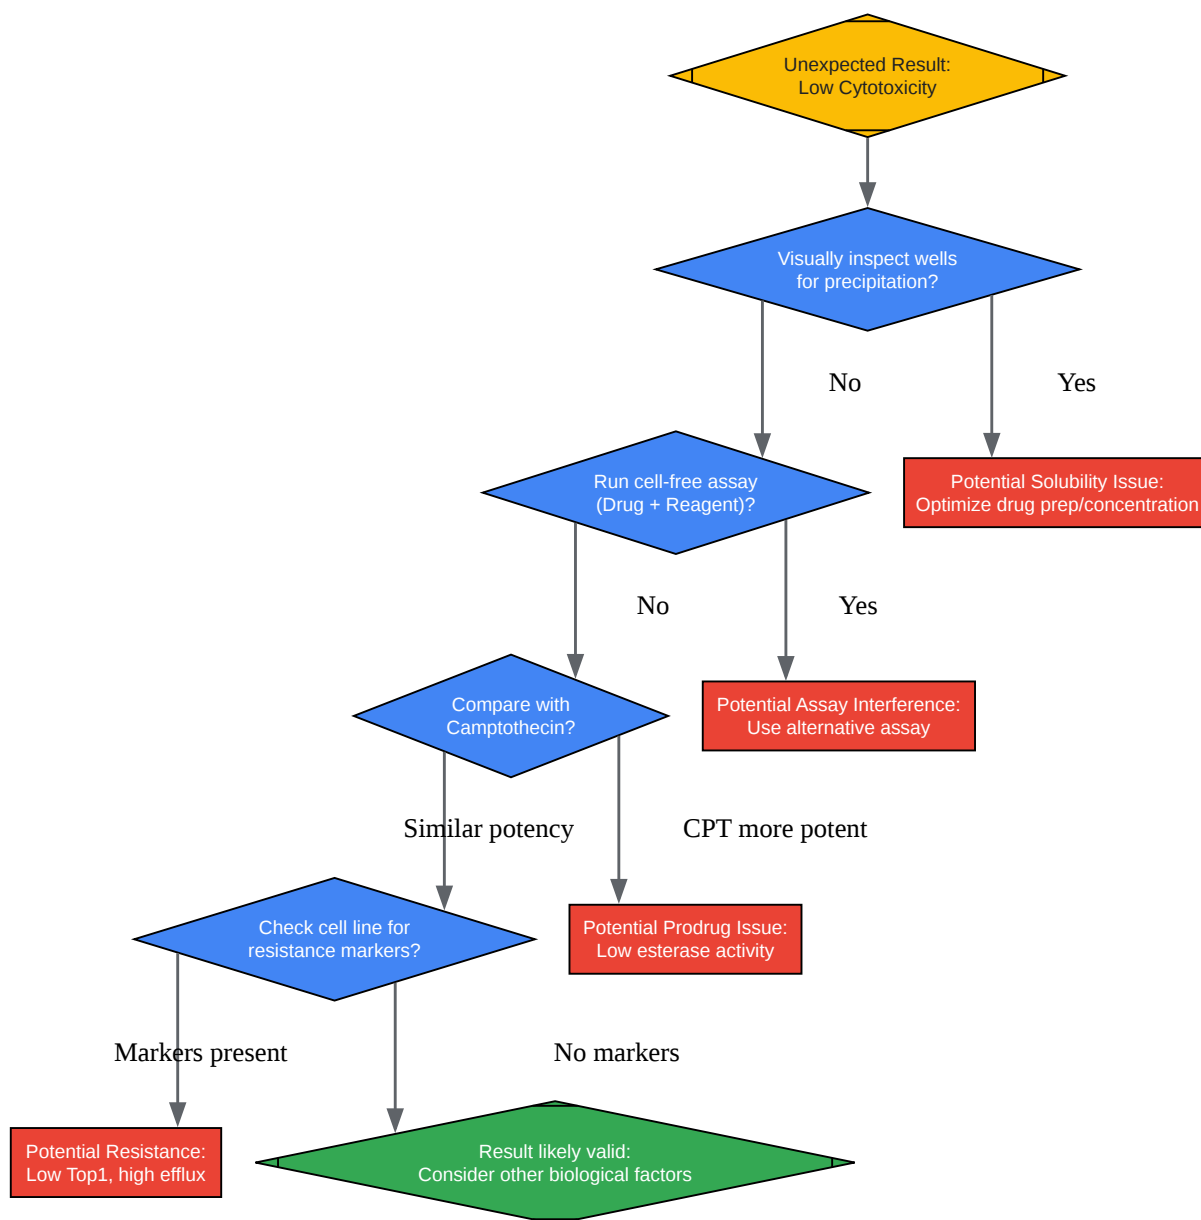 Unexpected Result:
Low Cytotoxicity
Visually inspect wells
for precipitation?
No
Yes
Run cell-free assay
(Drug + Reagent)?
Potential Solubility Issue:
Optimize drug prep/concentration
No
Yes
Compare with
Camptothecin?
Potential Assay Interference:
Use alternative assay
Similar potency
CPT more potent
Check cell line for
resistance markers?
Potential Prodrug Issue:
Low esterase activity
Markers present
No markers
Potential Resistance:
Low Top1, high efflux
Result likely valid:
Consider other biological factors